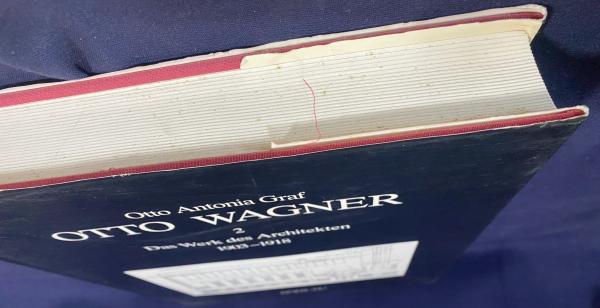 Otto Antonia Graf
OTTO WAGNER
2
Das Werk des Architekten
1903–1918